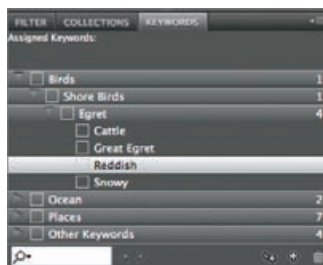 FILTER COLLECTIONS KEYWORDS
Assigned Keywords:
Birds 1
Shore Birds 1
Egret 4
Cattle
Great Egret
Reddish
Snowy
Ocean 2
Places 7
Other Keywords 4